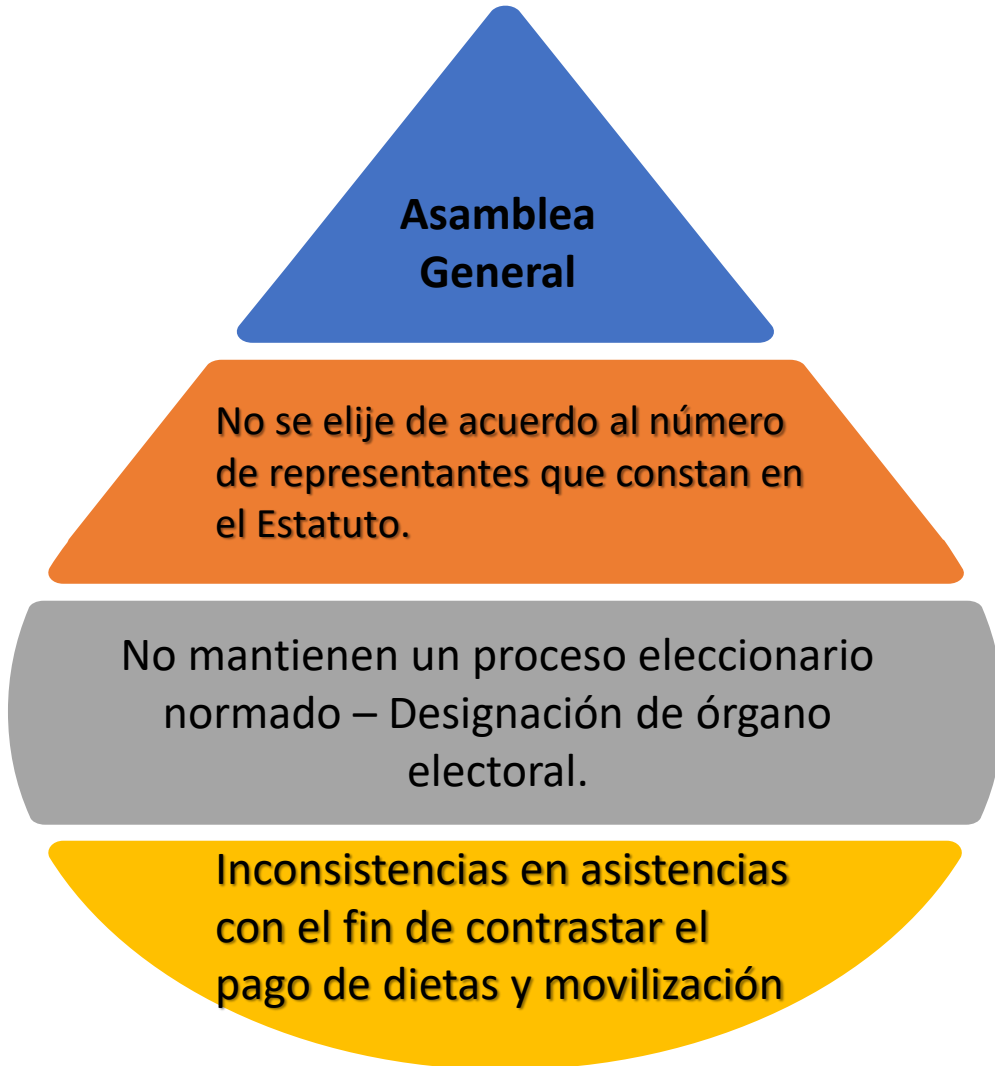 Asamblea
General
No se elije de acuerdo al número
de representantes que constan en
el Estatuto.
No mantienen un proceso eleccionario
normado – Designación de órgano
electoral.
Inconsistencias en asistencias
con el fin de contrastar el
pago de dietas y movilización